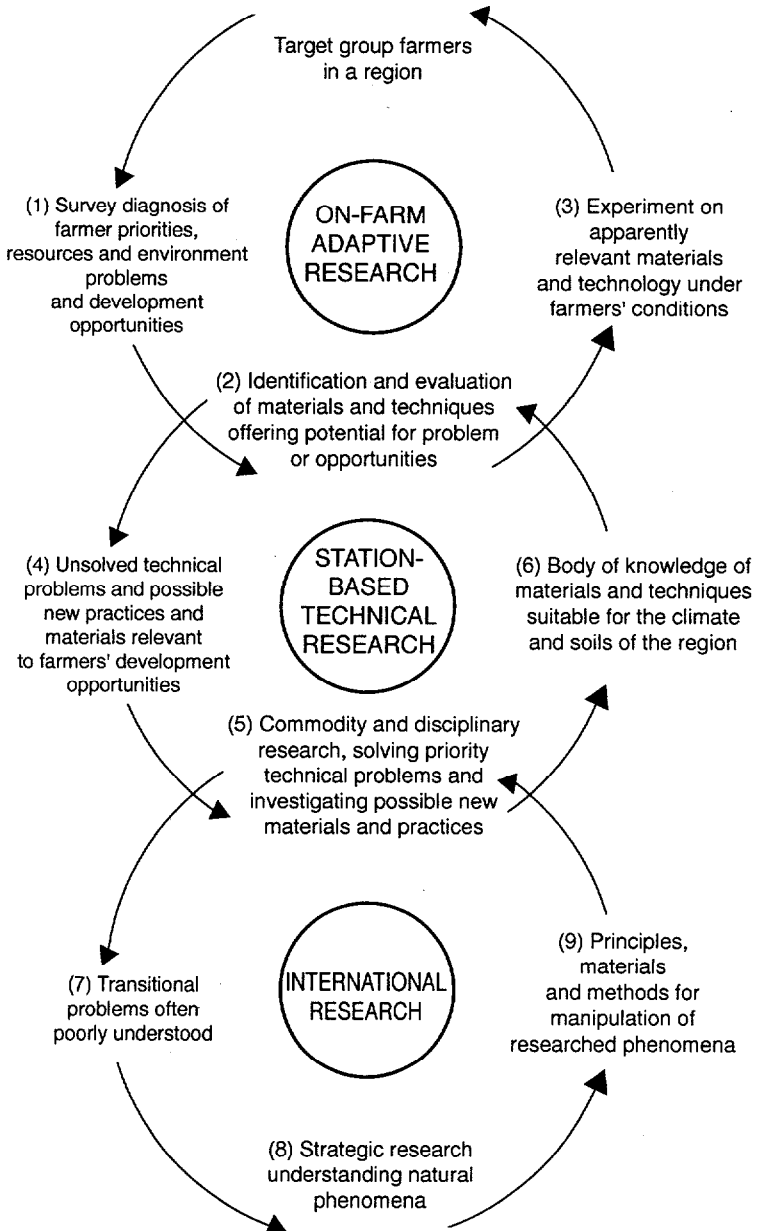 Target group farmers
in a region
(1) Survey diagnosis of
farmer priorities,
resources and environment
problems
and development
opportunities
ON-FARM
ADAPTIVE
RESEARCH
(3) Experiment on
apparently
relevant materials
and technology under
farmers' conditions
(2) Identification and evaluation
of materials and techniques
offering potential for problem
or opportunities
(4) Unsolved technical
problems and possible
new practices and
materials relevant
to farmers' development
opportunities
STATION-
BASED
TECHNICAL
RESEARCH
(6) Body of knowledge of
materials and techniques
suitable for the climate
and soils of the region
(5) Commodity and disciplinary
research, solving priority
technical problems and
investigating possible new
materials and practices
(7) Transitional
problems often
poorly understood
INTERNATIONAL
RESEARCH
(9) Principles,
materials
and methods for
manipulation of
researched phenomena
(8) Strategic research
understanding natural
phenomena